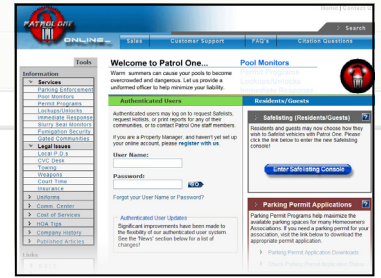 Home | Contact
PATROL ONE
Search
ONLINE
Sales
Customer Support
FAQ's
Citation Questions
Tools
Information
Services
Parking Enforcement
Pool Monitors
Permit Programs
Lockups/Unlocks
Immediate Response
Slurry Seal Monitors
Fumigation Security
Gated Communities
Legal Issues
Local P.D.s
CVC Desk
Towing
Weapons
Court Time
Insurance
Uniforms
Comm. Center
Cost of Services
HOA Tips
Company History
Published Articles
Links
Welcome to Patrol One...
Warm summers can cause your pools to become
overcrowded and dangerous. Let us provide a
uniformed officer to help minimize your liability.
Pool Monitors
Permit Programs
Lockups/Unlocks
Authenticated Users
Authenticated users may log on to request Safelists,
request Hotlists, or print reports for any of their
communities, or to contact Patrol One staff members.
If you are a Property Manager, and haven't yet set up
your online account, please register with us.
User Name:
Password:
GO
Forgot your User Name or Password?
Authenticated User Updates
Significant improvements have been made to
the flexibility of our authenticated user system.
See the 'News' section below for a list of
changes!
Residents/Guests
Safelisting (Residents/Guests)
Residents and guests may now choose how they
wish to Safelist vehicles with Patrol One. Please
click the link below to enter the new Safelisting
console!
Enter Safelisting Console
Parking Permit Applications
Parking Permit Programs help maximize the
available parking spaces for many Homeowners
Associations. If you need a parking permit for your
association, visit the link below to download the
appropriate permit application.
Parking Permit Application Downloads